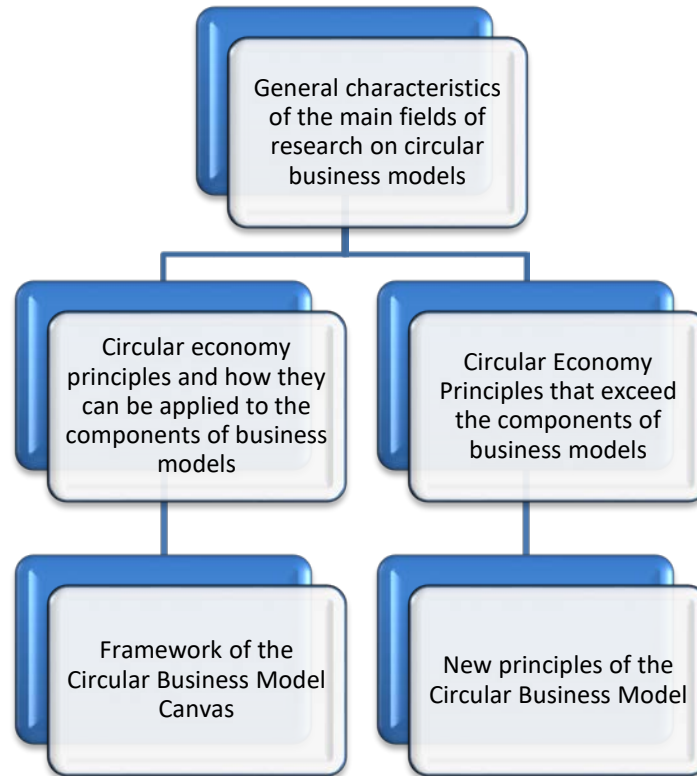 General characteristics
of the main fields of
research on circular
business models
Circular economy
principles and how they
can be applied to the
components of business
models
Circular Economy
Principles that exceed
the components of
business models
Framework of the
Circular Business Model
Canvas
New principles of the
Circular Business Model